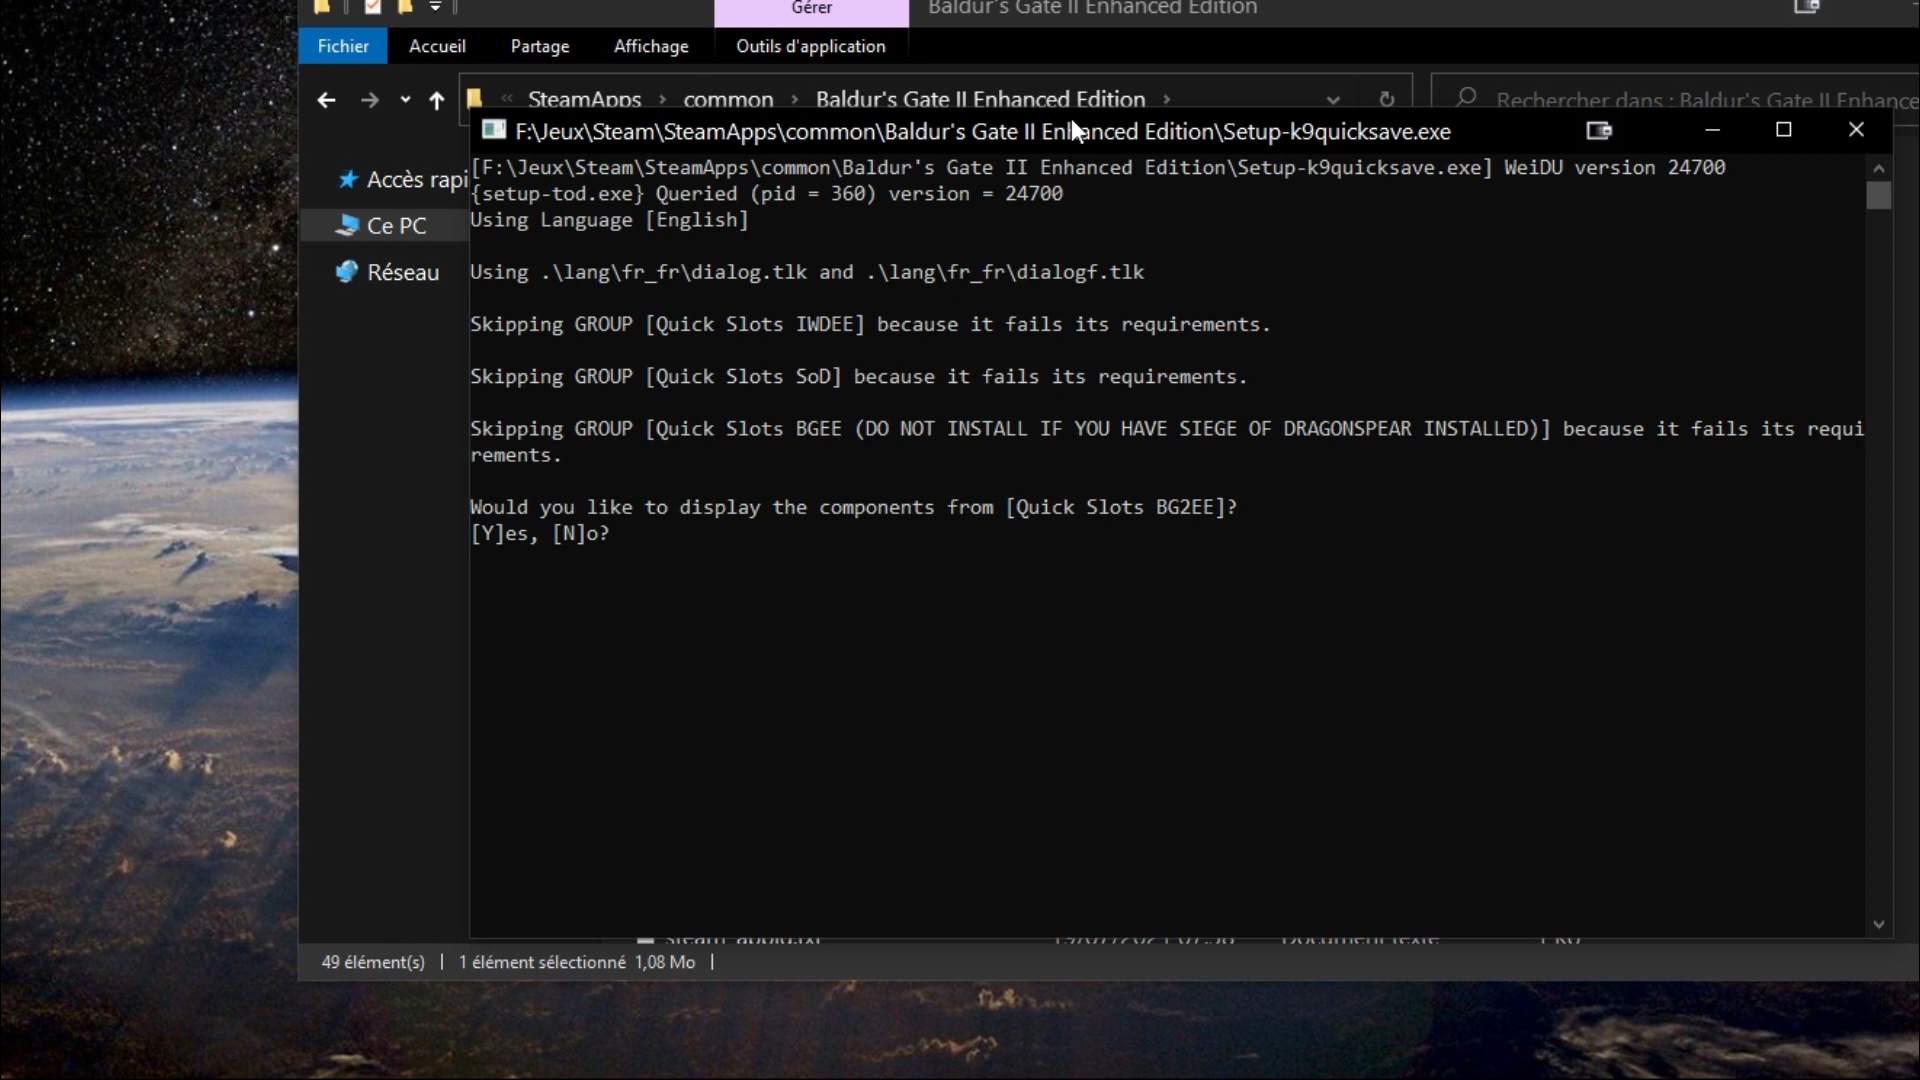 Gérer
Baldur's Gate II Enhanced Edition
Fichier
Accueil
Partage
Affichage
Outils d'application
« SteamApps › common › Baldur's Gate II Enhanced Edition ›
Rechercher dans : Baldur's Gate II Enhance
F:\Jeux\Steam\SteamApps\common\Baldur's Gate II Enhanced Edition\Setup-k9quicksave.exe
[F:\Jeux\Steam\SteamApps\common\Baldur's Gate II Enhanced Edition\Setup-k9quicksave.exe] WeiDU version 24700
{setup-tod.exe} Queried (pid = 360) version = 24700
Using Language [English]
Using .\lang\fr_fr\dialog.tlk and .\lang\fr_fr\dialogf.tlk
Skipping GROUP [Quick Slots IWDEE] because it fails its requirements.
Skipping GROUP [Quick Slots SoD] because it fails its requirements.
Skipping GROUP [Quick Slots BGEE (DO NOT INSTALL IF YOU HAVE SIEGE OF DRAGONSPEAR INSTALLED)] because it fails its requi
rements.
Would you like to display the components from [Quick Slots BG2EE]?
[Y]es, [N]o?
Accès rapi
Ce PC
Réseau
49 élément(s)
1 élément sélectionné 1,08 Mo